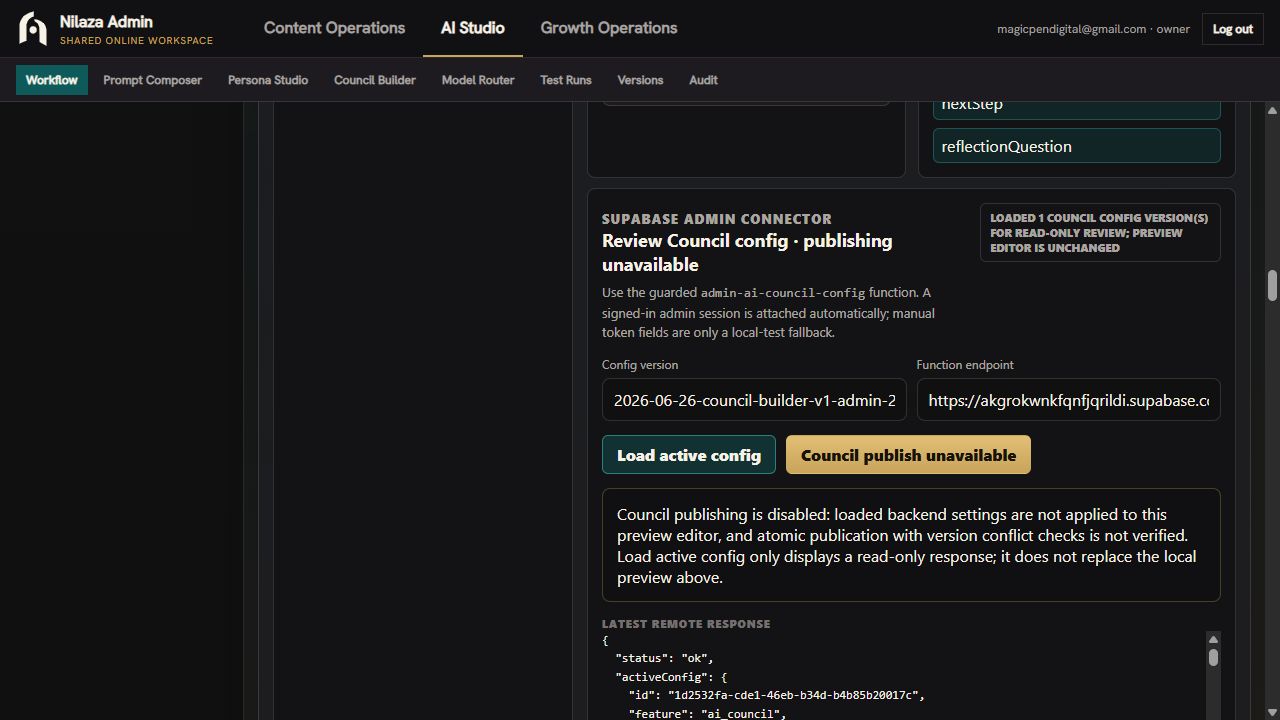 Nilaza Admin
SHARED ONLINE WORKSPACE
Content Operations
AI Studio
Growth Operations
magicpendigital@gmail.com · owner
Log out
Workflow
Prompt Composer
Persona Studio
Council Builder
Model Router
Test Runs
Versions
Audit
nextStep
reflectionQuestion
SUPABASE ADMIN CONNECTOR
Review Council config · publishing
unavailable
LOADED 1 COUNCIL CONFIG VERSION(S)
FOR READ-ONLY REVIEW; PREVIEW
EDITOR IS UNCHANGED
Use the guarded admin-ai-council-config function. A
signed-in admin session is attached automatically; manual
token fields are only a local-test fallback.
Config version
Function endpoint
2026-06-26-council-builder-v1-admin-2
https://akgrokwnkfqnfjqrildi.supabase.co
Load active config
Council publish unavailable
Council publishing is disabled: loaded backend settings are not applied to this
preview editor, and atomic publication with version conflict checks is not verified.
Load active config only displays a read-only response; it does not replace the local
preview above.
LATEST REMOTE RESPONSE
{
"status": "ok",
"activeConfig": {
"id": "1d2532fa-cde1-46eb-b34d-b4b85b20017c",
"feature": "ai_council",